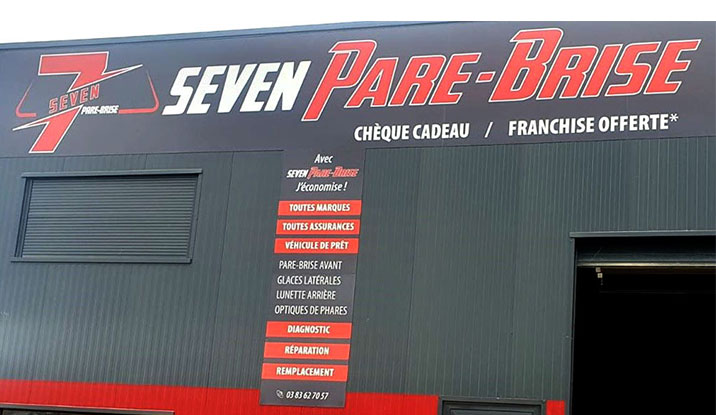 7
SEVEN
PARE-BRISE
SEVEN PARE-BRISE
CHÈQUE CADEAU / FRANCHISE OFFERTE*
Avec
SEVEN PARE-BRISE
J'économise !
TOUTES MARQUES
TOUTES ASSURANCES
VÉHICULE DE PRÊT
PARE-BRISE AVANT
GLACES LATÉRALES
LUNETTE ARRIÈRE
OPTIQUES DE PHARES
DIAGNOSTIC
RÉPARATION
REMPLACEMENT
03 83 62 70 57